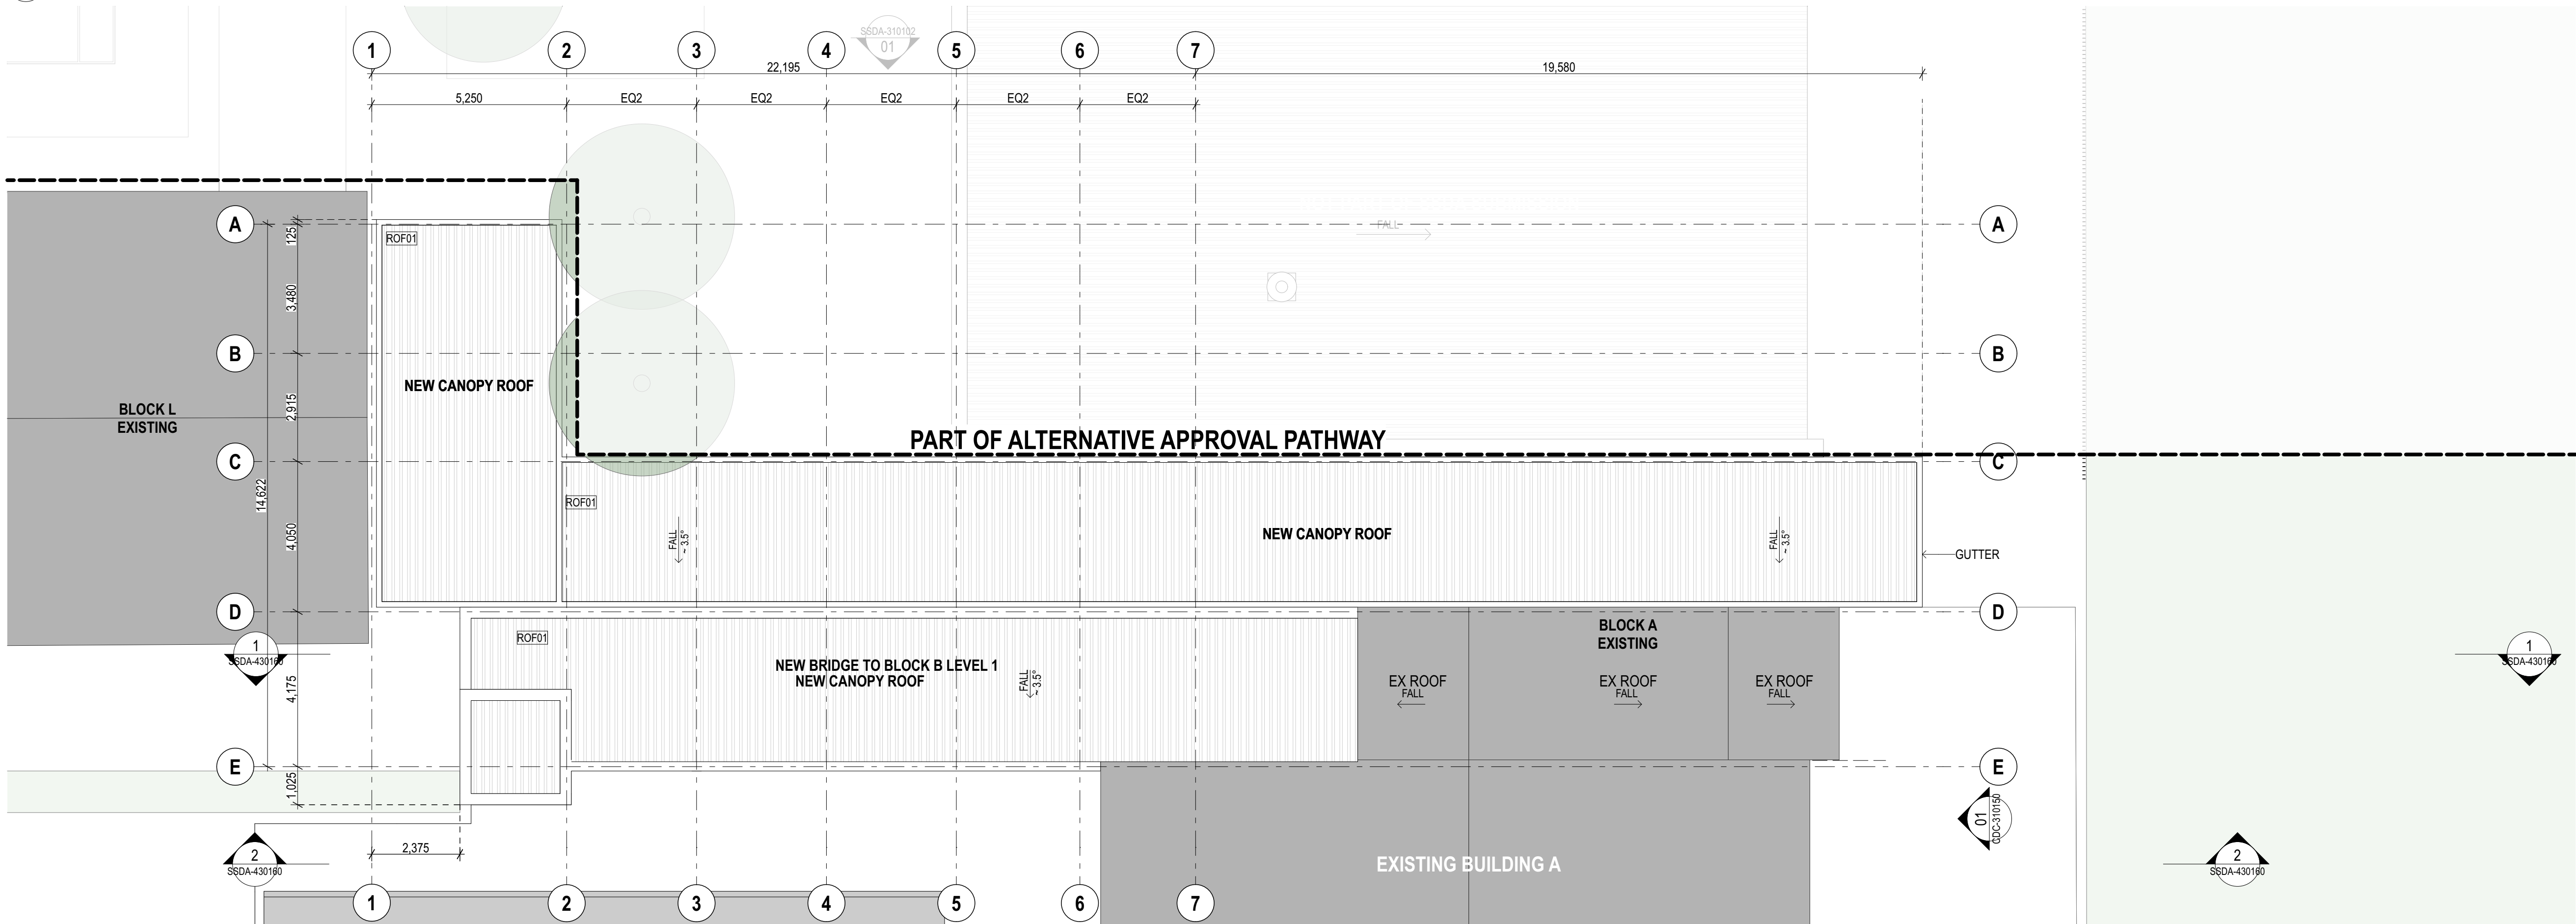 SSDA-310102
01
1
2
3
4
5
6
7
22,195
19,580
5,250
EQ2
EQ2
EQ2
EQ2
EQ2
A
A
125
ROF01
FALL
3,480
B
B
NEW CANOPY ROOF
BLOCK L
EXISTING
2,915
PART OF ALTERNATIVE APPROVAL PATHWAY
C
C
14,622
ROF01
4,050
FALL
~ 3.5°
NEW CANOPY ROOF
FALL
~ 3.5°
GUTTER
D
D
1
SSDA-430160
ROF01
BLOCK A
EXISTING
1
SSDA-430160
4,175
NEW BRIDGE TO BLOCK B LEVEL 1
NEW CANOPY ROOF
FALL
~ 3.5°
EX ROOF
FALL
EX ROOF
FALL
EX ROOF
FALL
E
E
1,025
01
CDC-310150
2,375
2
SSDA-430160
EXISTING BUILDING A
2
SSDA-430160
1
2
3
4
5
6
7